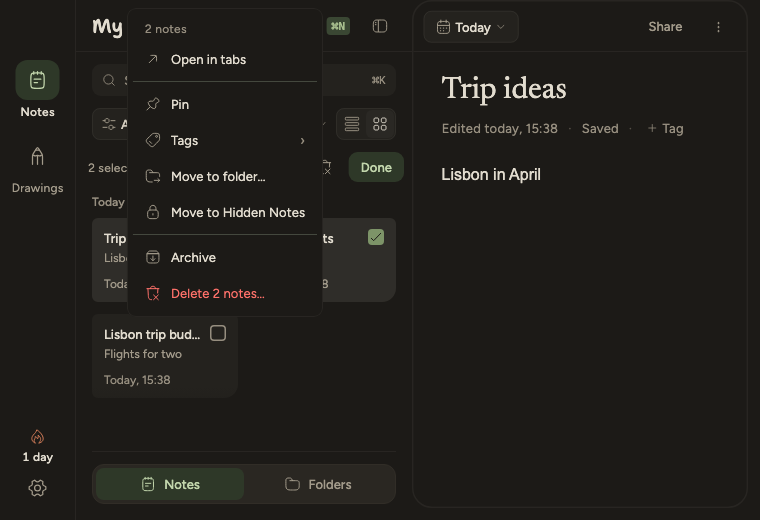 My
2 notes
Open in tabs
Pin
Tags
Move to folder...
Move to Hidden Notes
Archive
Delete 2 notes...
⌘N
⌘K
2 selec
Done
Today
Trip
ts
Lisb
Toda
8
Lisbon trip bud...
Flights for two
Today, 15:38
Notes
Folders
Notes
Drawings
1 day
Today
Share
Trip ideas
Edited today, 15:38 · Saved · + Tag
Lisbon in April